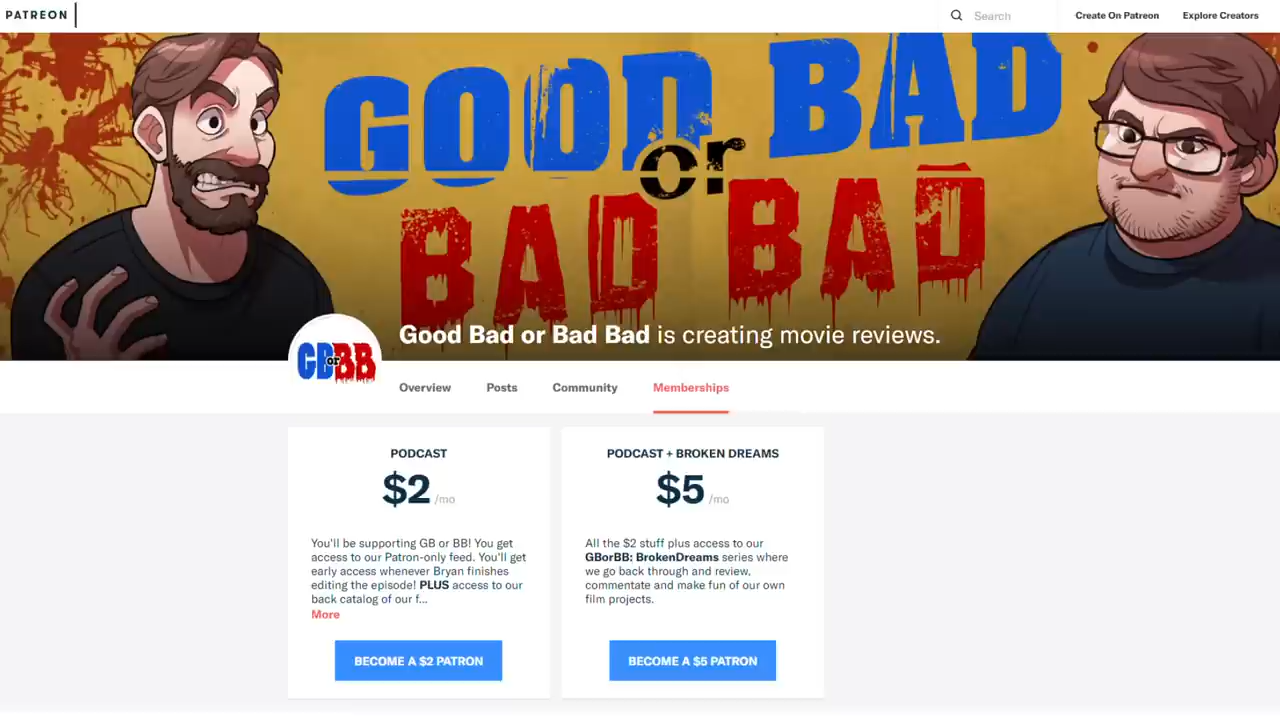 PATREON
Search
Create On Patreon
Explore Creators
GOOD BAD
or
BAD BAD
Good Bad or Bad Bad is creating movie reviews.
GB or BB
Overview
Posts
Community
Memberships
PODCAST
$2 /mo
You'll be supporting GB or BB! You get
access to our Patron-only feed. You'll get
early access whenever Bryan finishes
editing the episode! PLUS access to our
back catalog of our f...
More
BECOME A $2 PATRON
PODCAST + BROKEN DREAMS
$5 /mo
All the $2 stuff plus access to our
GBorBB: BrokenDreams series where
we go back through and review,
commentate and make fun of our own
film projects.
BECOME A $5 PATRON